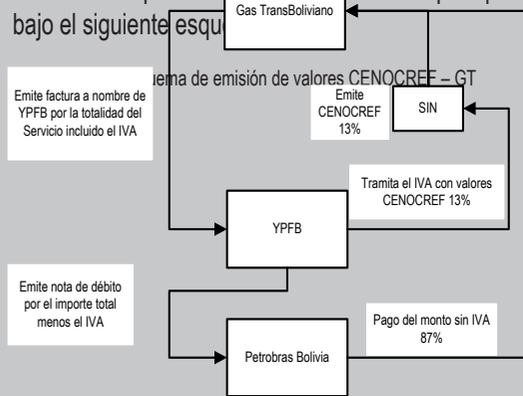 bajo el siguiente esqu
Gas TransBoliviano
uema de emisión de valores CENOCREF – GT
Emite factura a nombre de
YPFB por la totalidad del
Servicio incluido el IVA
Emite
CENOCREF
13%
SIN
Tramita el IVA con valores
CENOCREF 13%
YPFB
Emite nota de débito
por el importe total
menos el IVA
Pago del monto sin IVA
87%
Petrobras Bolivia